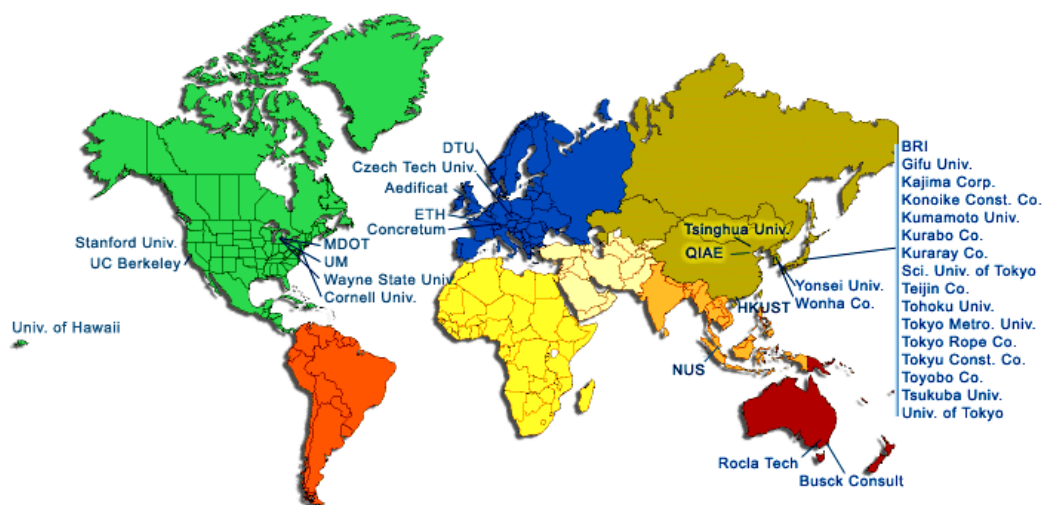 Stanford Univ.
UC Berkeley
MDOT
UM
Wayne State Univ
Cornell Univ.
Univ. of Hawaii
DTU
Czech Tech Univ.
Aedificat
ETH
Concretum
Tsinghua Univ.
QIAE
Yonsei Univ.
Wonha Co.
HKUST
NUS
Rocla Tech
Busck Consult
BRI
Gifu Univ.
Kajima Corp.
Konoike Const. Co.
Kumamoto Univ.
Kurabo Co.
Kuraray Co.
Sci. Univ. of Tokyo
Teijin Co.
Tohoku Univ.
Tokyo Metro. Univ.
Tokyo Rope Co.
Tokyu Const. Co.
Toyobo Co.
Tsukuba Univ.
Univ. of Tokyo